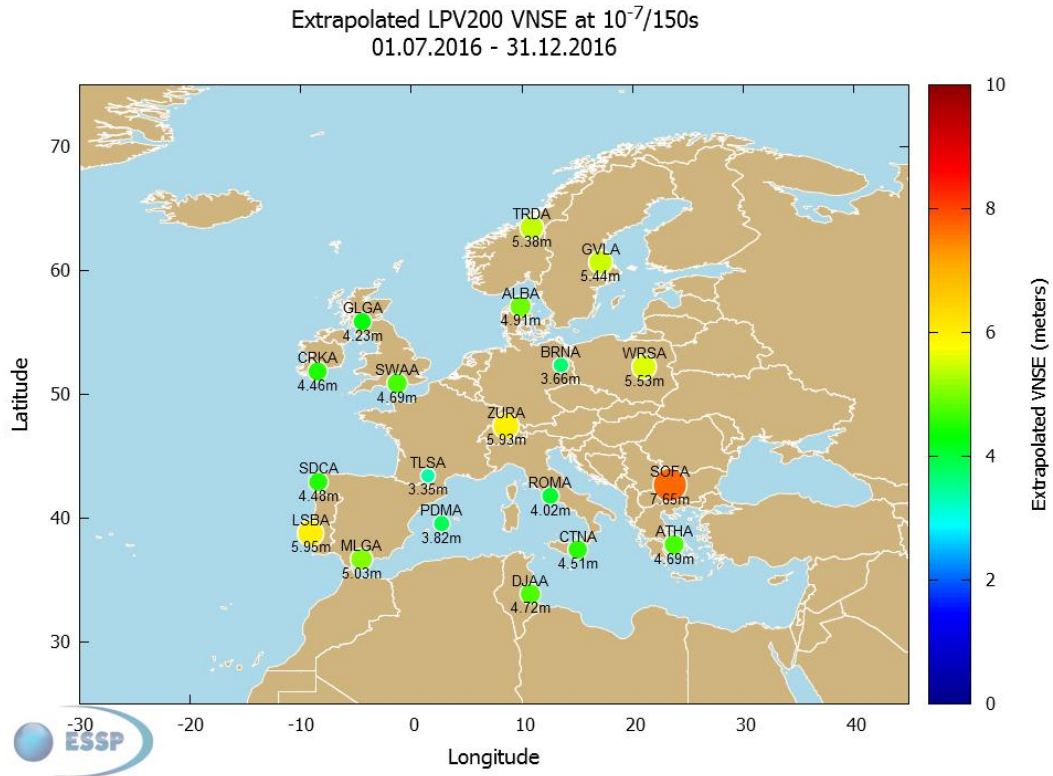 Extrapolated LPV200 VNSE at 10⁻⁷/150s
01.07.2016 - 31.12.2016
10
8
6
4
2
0
Extrapolated VNSE (meters)
70
60
50
40
30
Latitude
TRDA
5.38m
GVLA
5.44m
ALBA
4.91m
GLGA
4.23m
CRKA
4.46m
SWAA
4.69m
BRNA
3.66m
WRSA
5.53m
ZURA
5.93m
TLSA
3.35m
SDCA
4.48m
SOFA
7.65m
ROMA
4.02m
PDMA
3.82m
LSBA
5.95m
MLGA
5.03m
CTNA
4.51m
ATHA
4.69m
DJAA
4.72m
-30
-20
-10
0
10
20
30
40
Longitude
ESSP